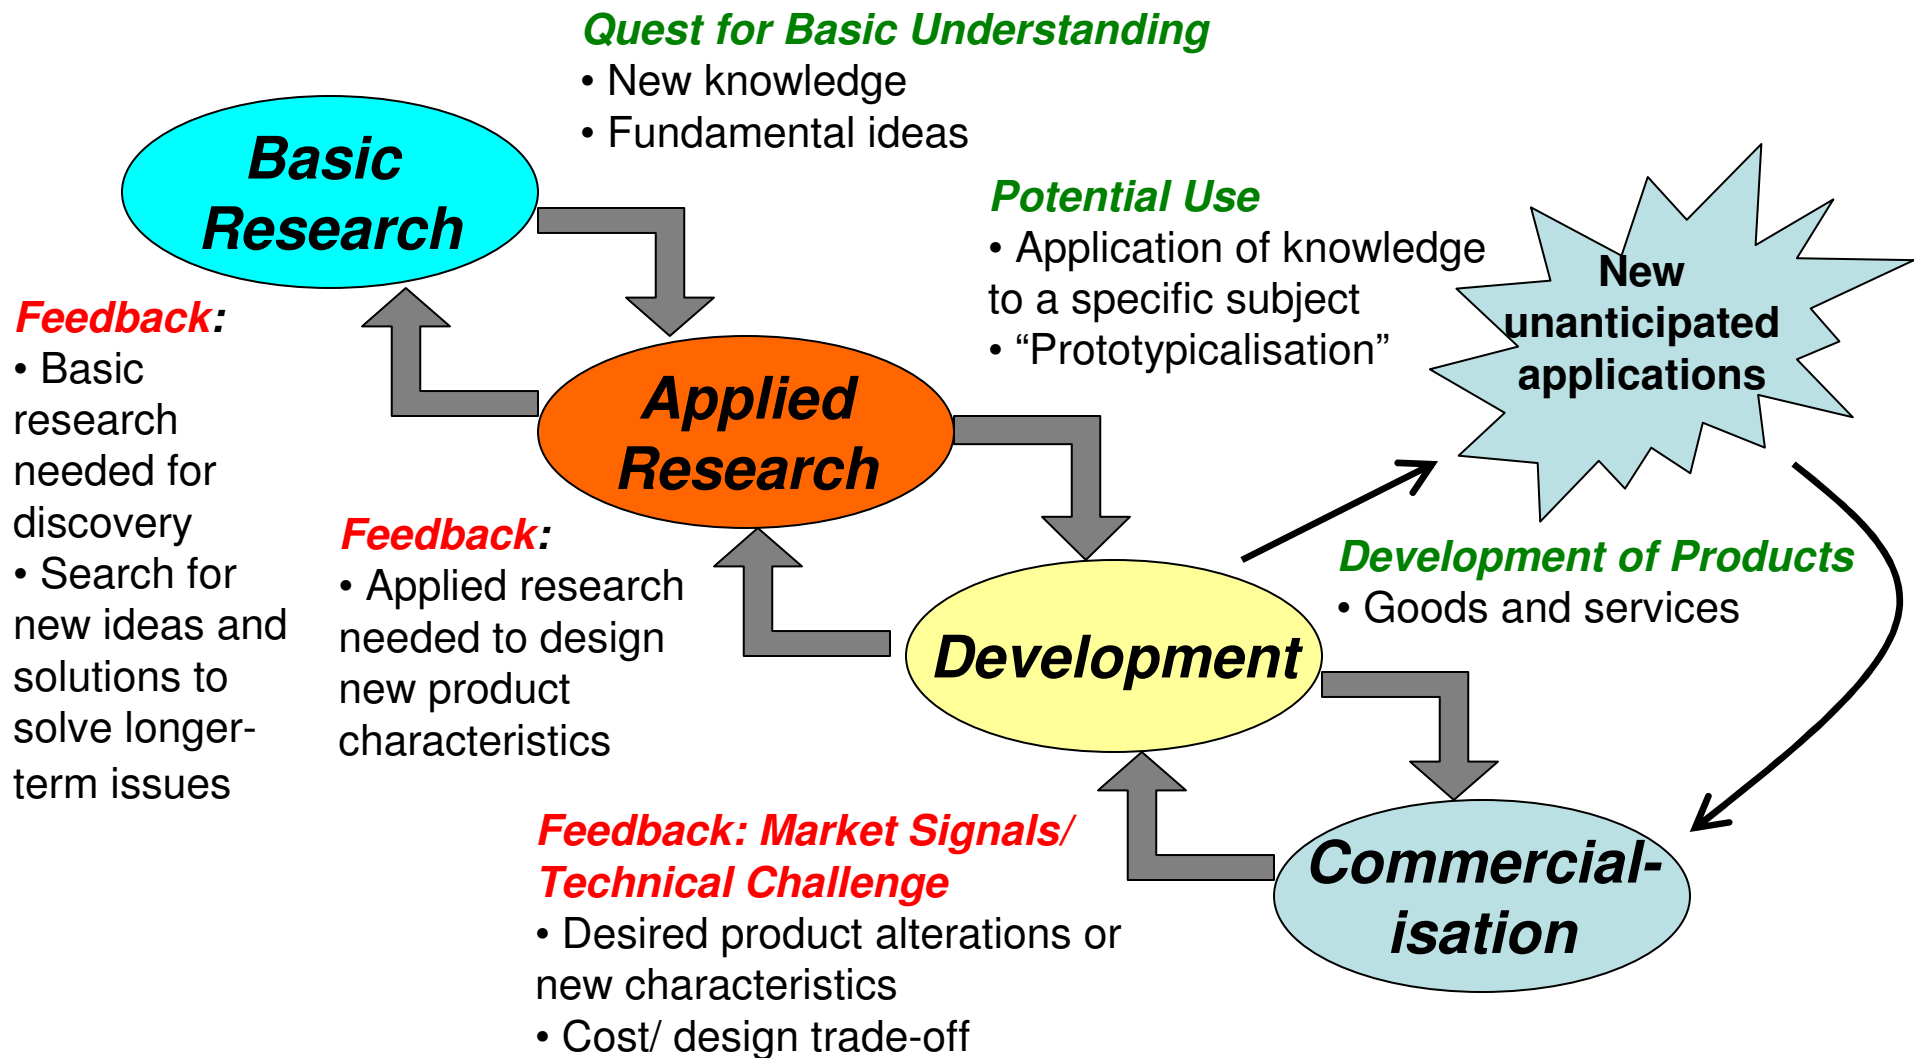 Quest for Basic Understanding
• New knowledge
• Fundamental ideas
Basic
Research
Potential Use
• Application of knowledge
to a specific subject
• “Prototypicalisation”
New
unanticipated
applications
Feedback:
• Basic
research
needed for
discovery
• Search for
new ideas and
solutions to
solve longer-
term issues
Applied
Research
Feedback:
• Applied research
needed to design
new product
characteristics
Development of Products
• Goods and services
Development
Feedback: Market Signals/
Technical Challenge
• Desired product alterations or
new characteristics
• Cost/ design trade-off
Commercial-
isation